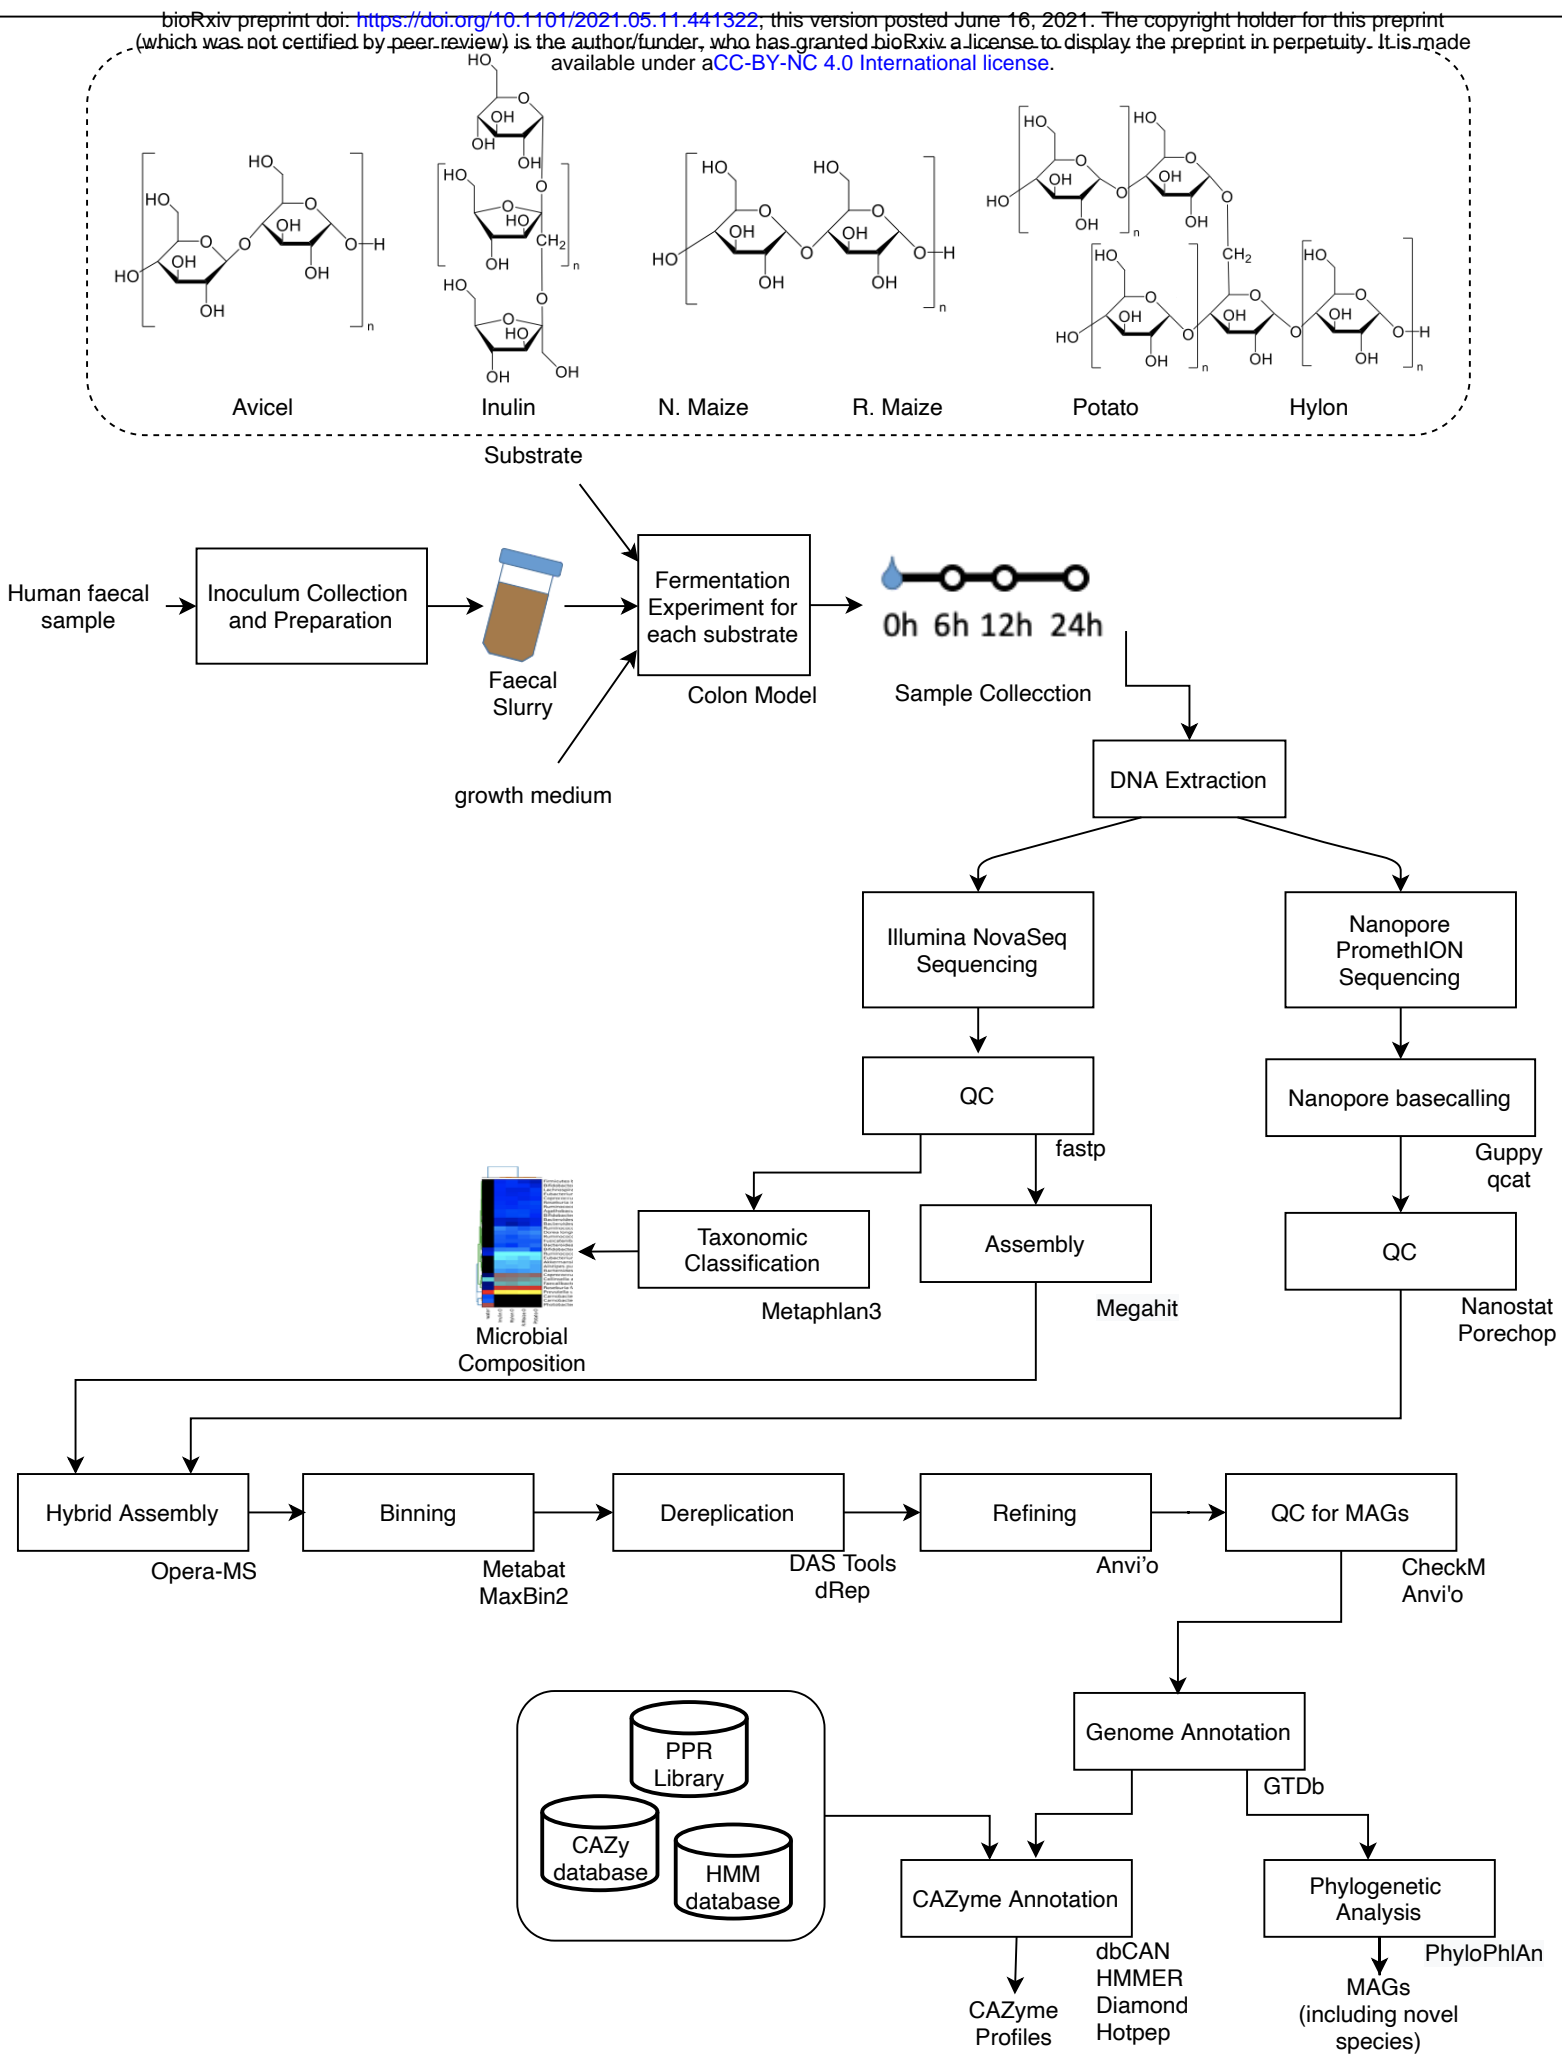 bioRxiv preprint doi: https://doi.org/10.1101/2021.05.11.441322; this version posted June 16, 2021. The copyright holder for this preprint
(which was not certified by peer review) is the author/funder, who has granted bioRxiv a license to display the preprint in perpetuity. It is made
available under aCC-BY-NC 4.0 International license.
Avicel
Inulin
N. Maize
R. Maize
Potato
Hylon
Substrate
Human faecal
sample
Inoculum Collection
and Preparation
Faecal
Slurry
growth medium
Fermentation
Experiment for
each substrate
Colon Model
0h 6h 12h 24h
Sample Collecction
DNA Extraction
Illumina NovaSeq
Sequencing
Nanopore
PromethION
Sequencing
QC
fastp
Nanopore basecalling
Guppy
qcat
Taxonomic
Classification
Metaphlan3
Microbial
Composition
Assembly
Megahit
QC
Nanostat
Porechop
Hybrid Assembly
Opera-MS
Binning
Metabat
MaxBin2
Dereplication
DAS Tools
dRep
Refining
Anvi’o
QC for MAGs
CheckM
Anvi'o
Genome Annotation
GTDb
PPR
Library
CAZy
database
HMM
database
CAZyme Annotation
dbCAN
HMMER
Diamond
Hotpep
CAZyme
Profiles
Phylogenetic
Analysis
PhyloPhlAn
MAGs
(including novel
species)